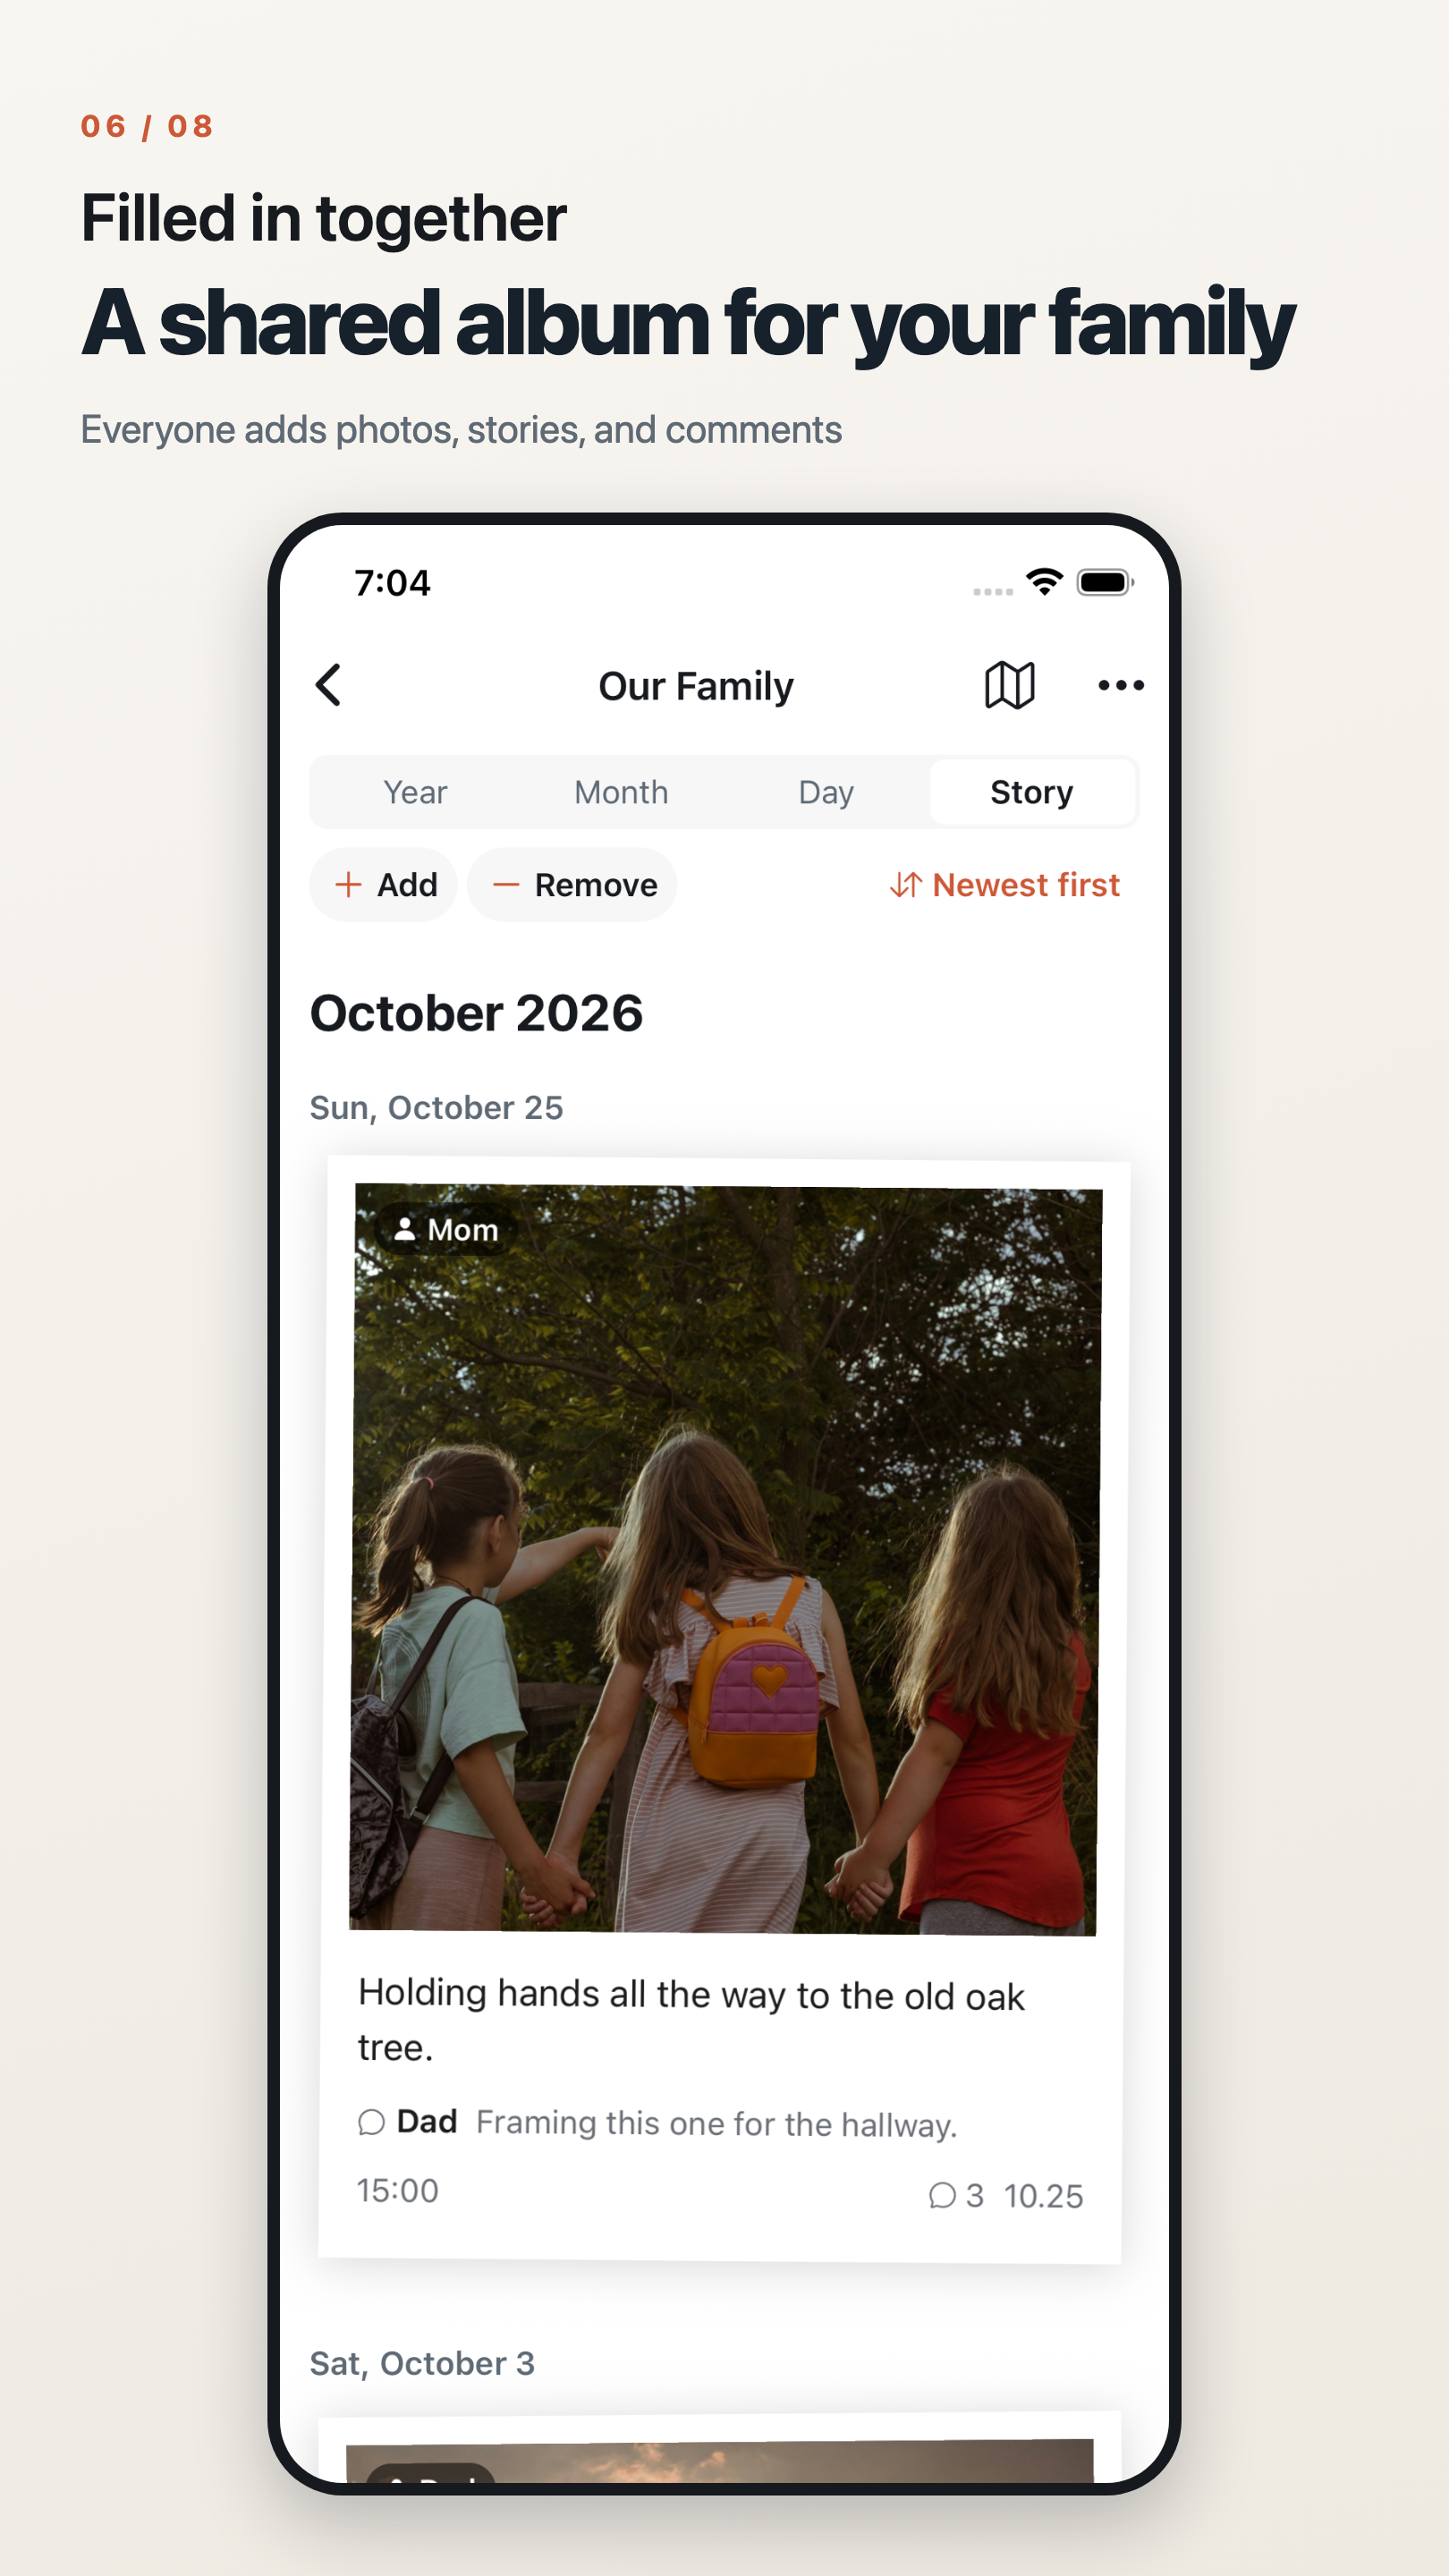 06 / 08
Filled in together
A shared album for your family
Everyone adds photos, stories, and comments
7:04
Our Family
Year Month Day Story
Add Remove Newest first
October 2026
Sun, October 25
Mom
Holding hands all the way to the old oak
tree.
Dad Framing this one for the hallway.
15:00 3 10.25
Sat, October 3